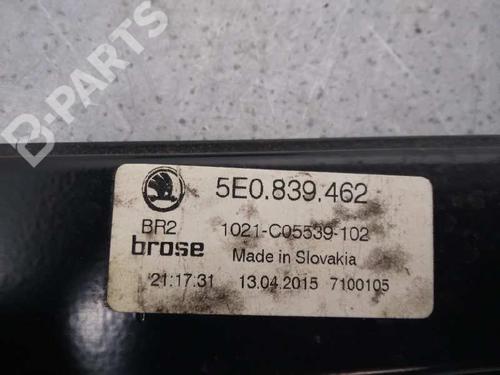 B-PARTS
5E0.839.462
BR2
1021-C05539-102
brose
Made in Slovakia
21:17:31 13.04.2015 7100105